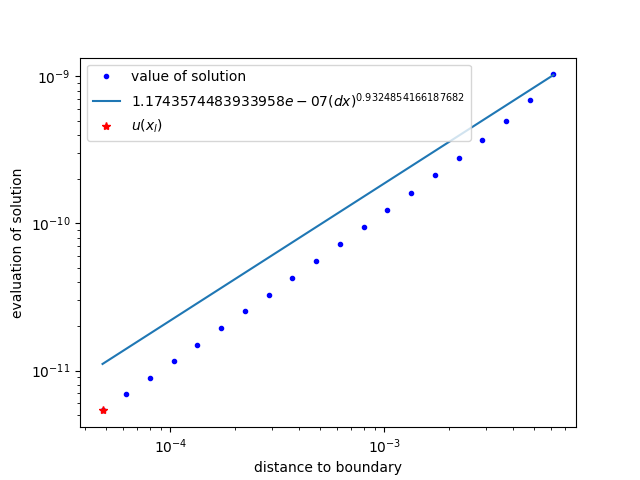 10⁻⁹
value of solution
1.1743574483933958e − 07(dx)^0.9324854166187682
u(x_l)
10⁻¹⁰
10⁻¹¹
evaluation of solution
10⁻⁴
10⁻³
distance to boundary